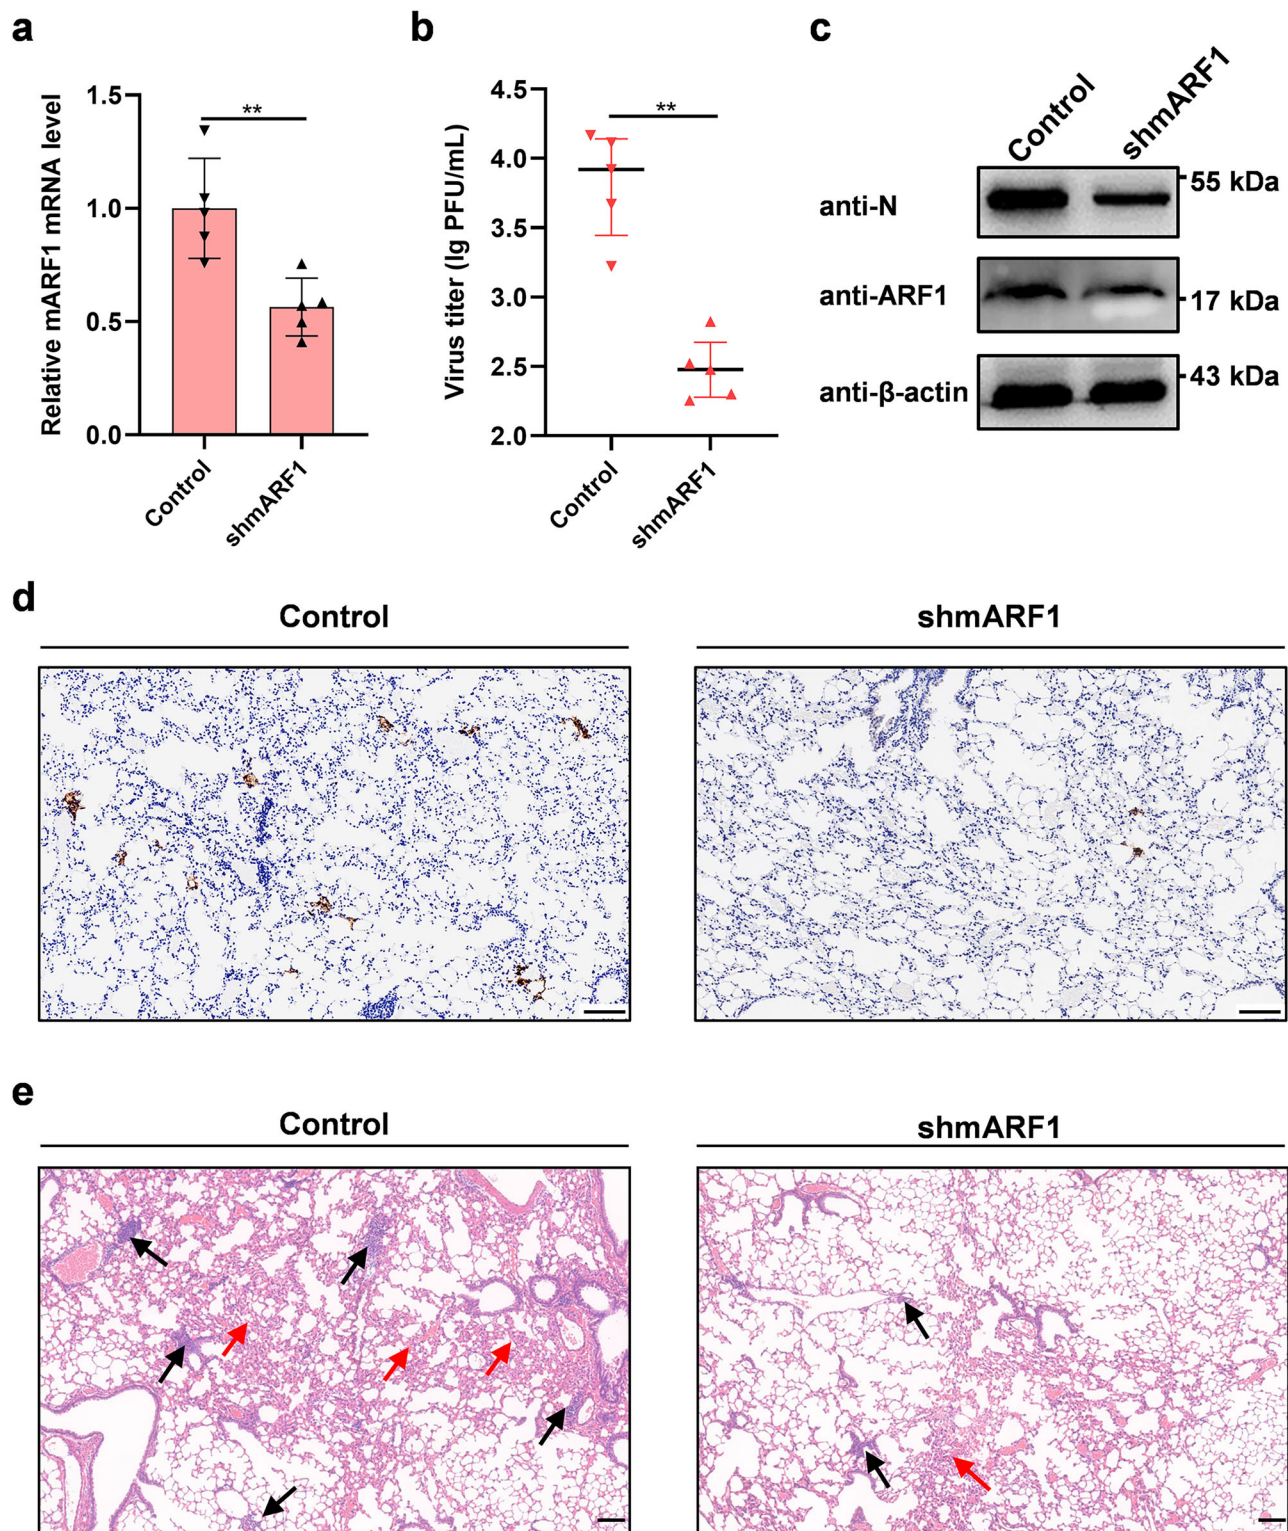 a
Relative mARF1 mRNA level
1.5
1.0
0.5
0.0
**
Control
shmARF1
b
Virus titer (lg PFU/mL)
4.5
4.0
3.5
3.0
2.5
2.0
**
Control
shmARF1
c
Control
shmARF1
anti-N
55 kDa
anti-ARF1
17 kDa
anti-β-actin
43 kDa
d
Control
shmARF1
e
Control
shmARF1